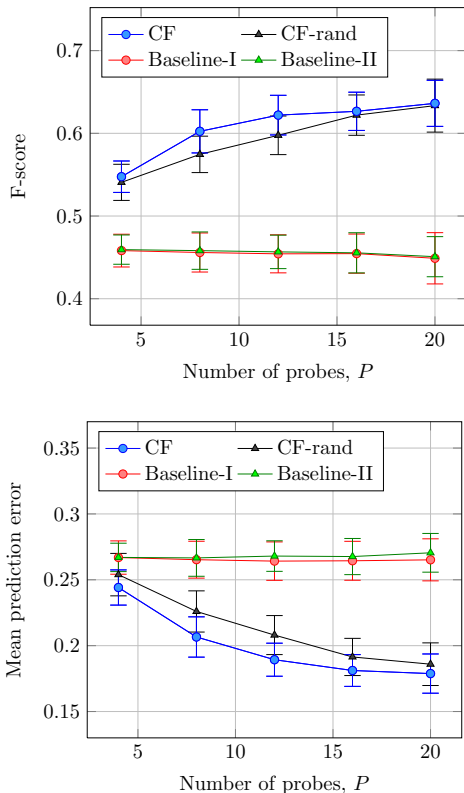 CF CF-rand
Baseline-I Baseline-II
0.7
0.6
0.5
0.4
F-score
5 10 15 20
Number of probes, P
CF CF-rand
Baseline-I Baseline-II
0.35
0.3
0.25
0.2
0.15
Mean prediction error
5 10 15 20
Number of probes, P